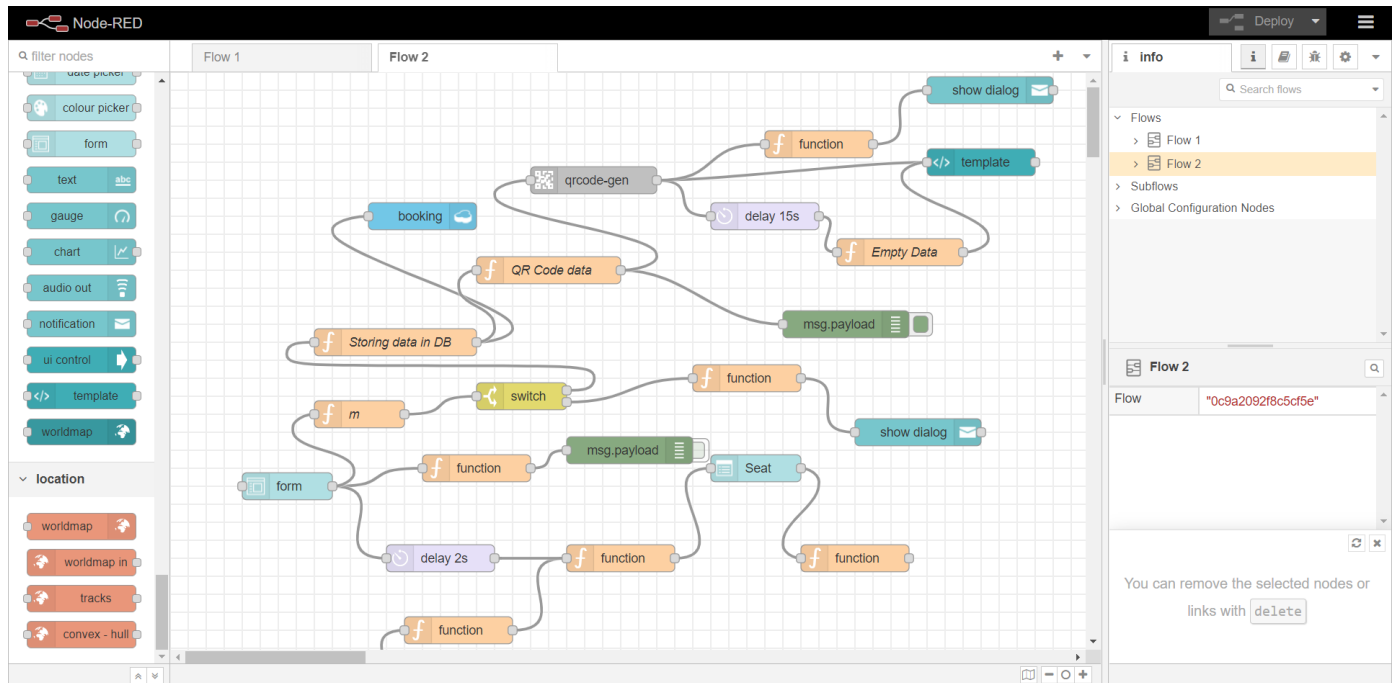 Node-RED
Deploy
filter nodes
Flow 1
Flow 2
info
Search flows
date picker
colour picker
form
text
abc
gauge
chart
audio out
notification
ui control
</> template
worldmap
location
worldmap
worldmap in
tracks
convex - hull
show dialog
function
</> template
qrcode-gen
booking
delay 15s
Empty Data
QR Code data
msg.payload
Storing data in DB
function
switch
m
show dialog
msg.payload
function
Seat
form
delay 2s
function
function
function
Flows
Flow 1
Flow 2
Subflows
Global Configuration Nodes
Flow 2
Flow "0c9a2092f8c5cf5e"
You can remove the selected nodes or
links with delete